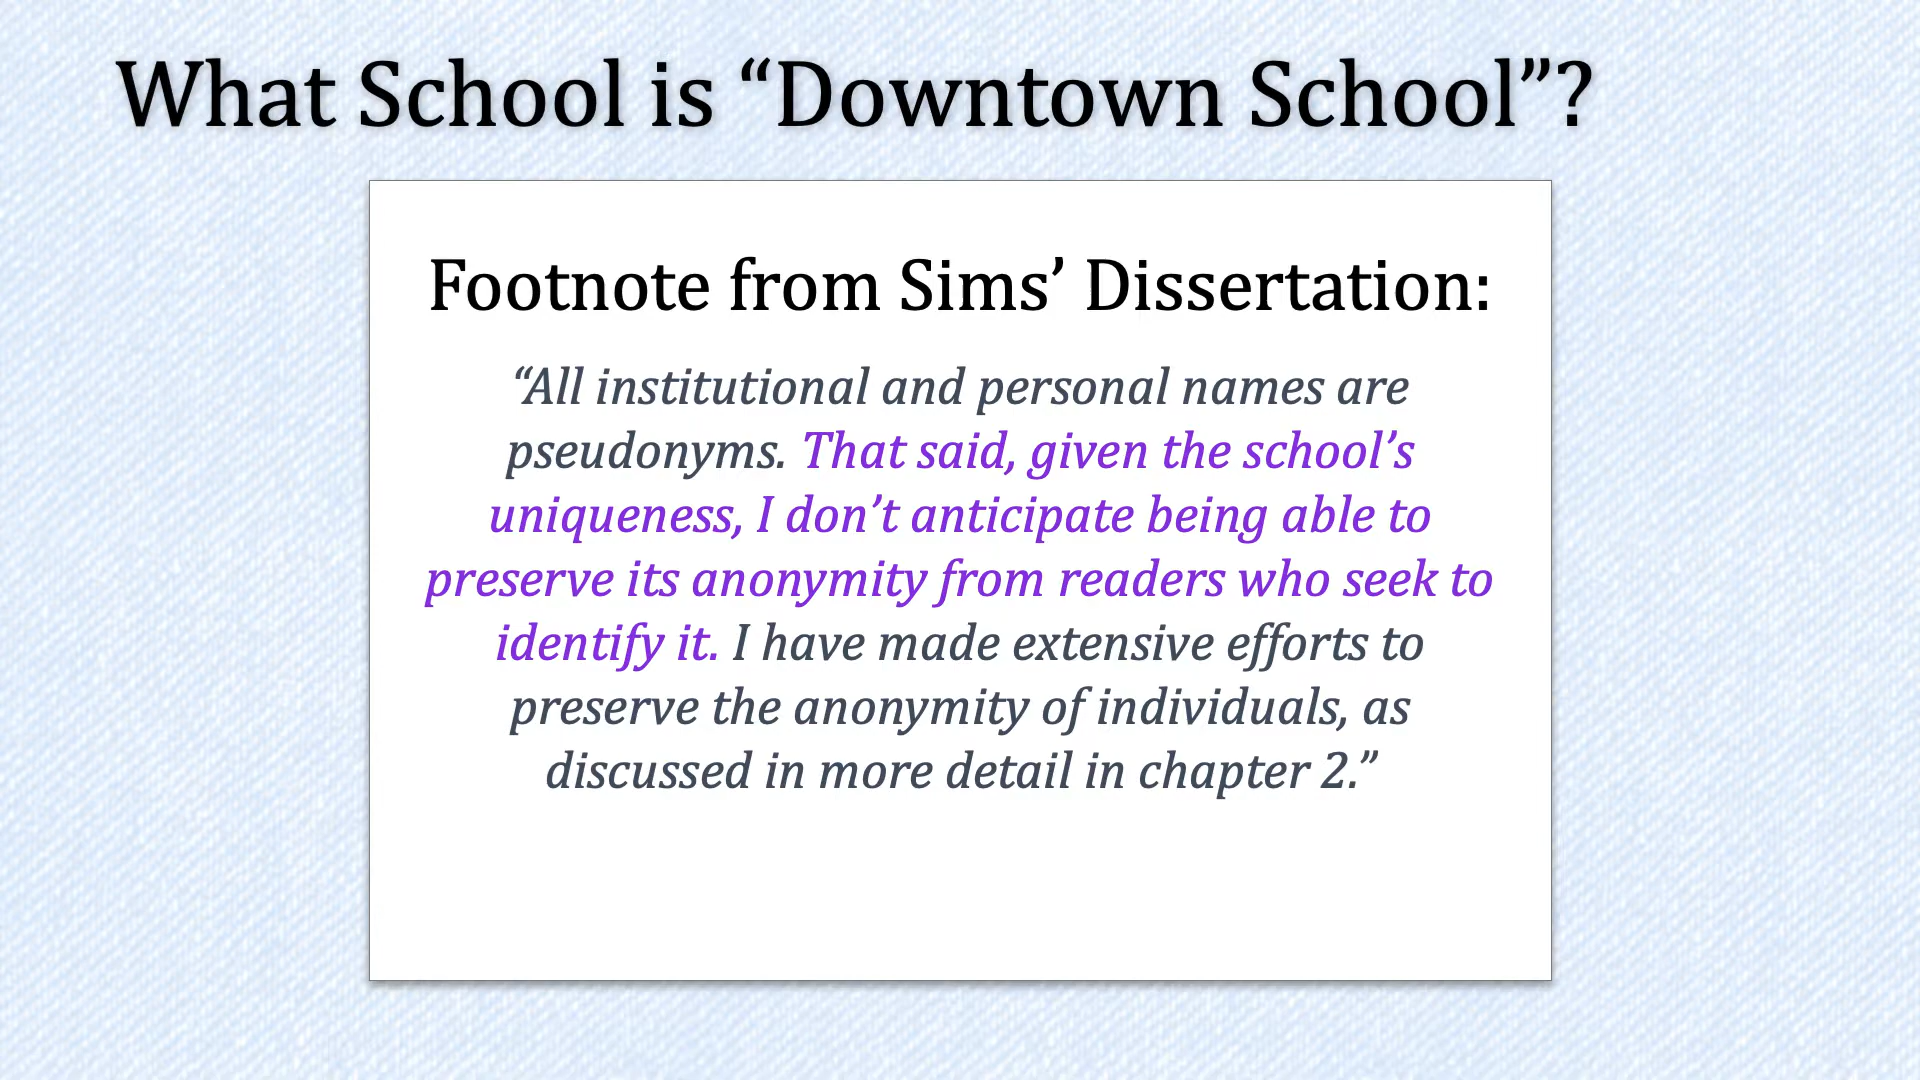 What School is “Downtown School”?
Footnote from Sims’ Dissertation:
“All institutional and personal names are
pseudonyms. That said, given the school’s
uniqueness, I don’t anticipate being able to
preserve its anonymity from readers who seek to
identify it. I have made extensive efforts to
preserve the anonymity of individuals, as
discussed in more detail in chapter 2.”